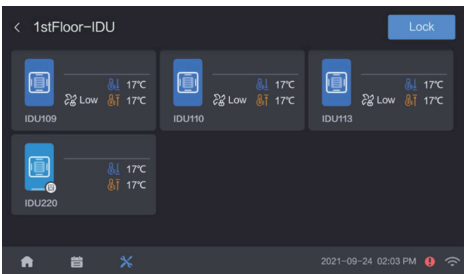 1stFloor-IDU
Lock
17℃
Low 17℃
IDU109
17℃
Low 17℃
IDU110
17℃
Low 17℃
IDU113
17℃
17℃
IDU220
2021-09-24 02:03 PM